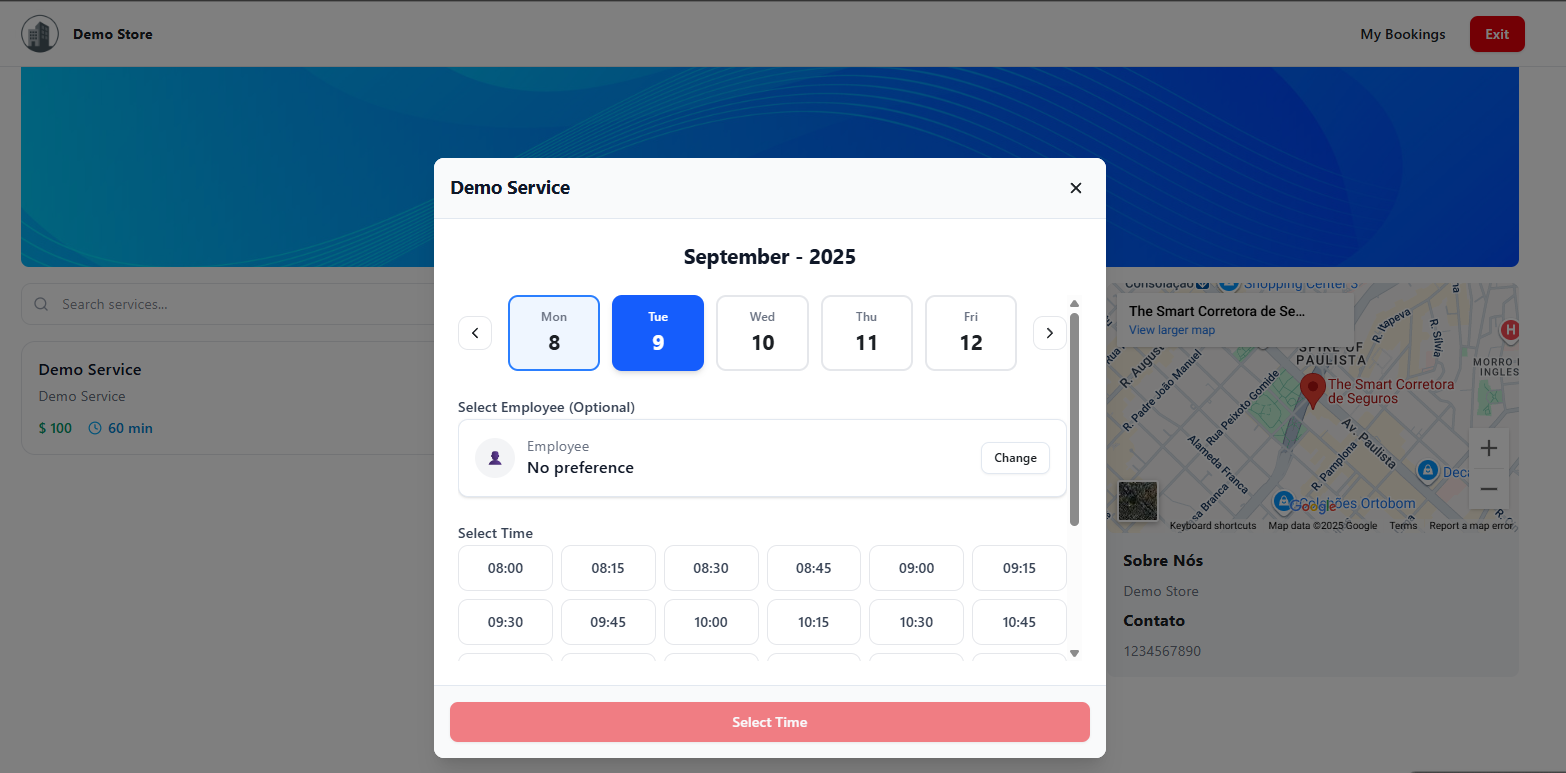 Demo Store
My Bookings
Exit
Demo Service
September - 2025
Mon
8
Tue
9
Wed
10
Thu
11
Fri
12
Select Employee (Optional)
Employee
No preference
Change
Select Time
08:00 08:15 08:30 08:45 09:00 09:15
09:30 09:45 10:00 10:15 10:30 10:45
Select Time
Search services...
Demo Service
Demo Service
$ 100 60 min
Consolação
Shopping Center 3
The Smart Corretora de Se...
View larger map
R. Itapeva
R. Sílvia
H
SPIRE OF
PAULISTA
MORRO
INGLES
R. Augus
R. Padre João Manuel
Rua Peixoto Gomide
The Smart Corretora
de Seguros
Av. Paulista
Alameda Franca
R. Pamplona
Deca
Colchões Ortobom
Google
Keyboard shortcuts Map data ©2025 Google Terms Report a map error
Sobre Nós
Demo Store
Contato
1234567890